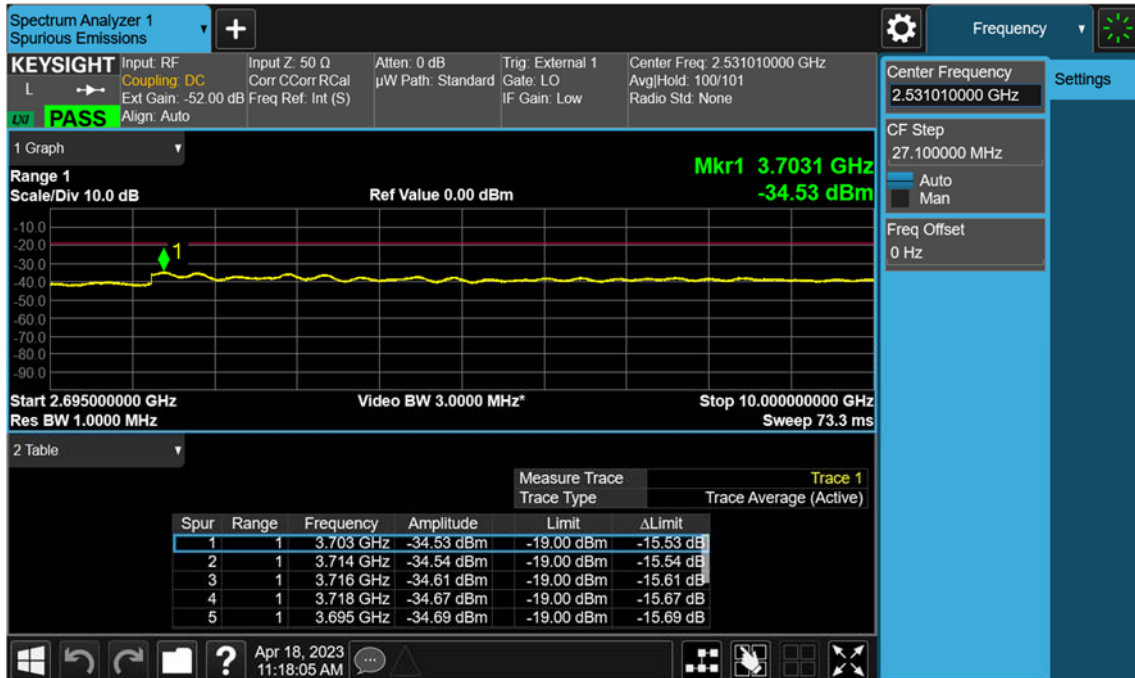 Spectrum Analyzer 1
Spurious Emissions
+
Frequency
KEYSIGHT
L
LXI
PASS
Input: RF
Coupling: DC
Ext Gain: -52.00 dB
Align: Auto
Input Z: 50 Ω
Corr CCorr RCal
Freq Ref: Int (S)
Atten: 0 dB
µW Path: Standard
Trig: External 1
Gate: LO
IF Gain: Low
Center Freq: 2.531010000 GHz
Avg|Hold: 100/101
Radio Std: None
Center Frequency
2.531010000 GHz
Settings
CF Step
27.100000 MHz
Auto
Man
Freq Offset
0 Hz
1 Graph
Range 1
Scale/Div 10.0 dB
Ref Value 0.00 dBm
Mkr1 3.7031 GHz
-34.53 dBm
-10.0
-20.0
-30.0
-40.0
-50.0
-60.0
-70.0
-80.0
-90.0
1
Start 2.695000000 GHz
Res BW 1.0000 MHz
Video BW 3.0000 MHz*
Stop 10.000000000 GHz
Sweep 73.3 ms
2 Table
Measure Trace Trace 1
Trace Type Trace Average (Active)
Spur Range Frequency Amplitude Limit ΔLimit
1 1 3.703 GHz -34.53 dBm -19.00 dBm -15.53 dB
2 1 3.714 GHz -34.54 dBm -19.00 dBm -15.54 dB
3 1 3.716 GHz -34.61 dBm -19.00 dBm -15.61 dB
4 1 3.718 GHz -34.67 dBm -19.00 dBm -15.67 dB
5 1 3.695 GHz -34.69 dBm -19.00 dBm -15.69 dB
?
Apr 18, 2023
11:18:05 AM